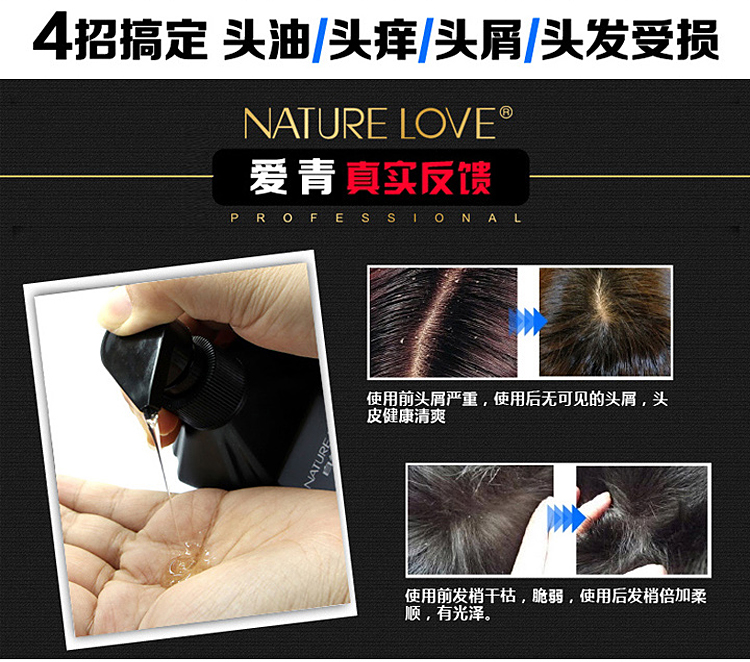 4招搞定 头油/头痒/头屑/头发受损
NATURE LOVE®
爱青 真实反馈
PROFESSIONAL
NATURE
使用前头屑严重，使用后无可见的头屑，头
皮健康清爽
使用前发梢干枯，脆弱，使用后发梢倍加柔
顺，有光泽。